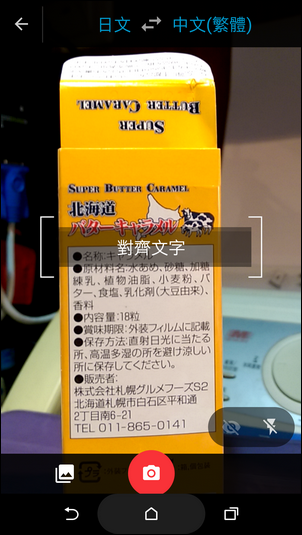 日文 中文(繁體)
SUPER
BUTTER CARAMEL
SUPER BUTTER CARAMEL
北海道
バターキャラメル
對齊文字
●名称:キャラメル
●原材料名:水あめ、砂糖、加糖
練乳、植物油脂、小麦粉、バ
ター、食塩、乳化剤(大豆由来)、
香料
●内容量:18粒
●賞味期限:外装フィルムに記載
●保存方法:直射日光に当たる
所、高温多湿の所を避け涼しい
所に保存してください。
●販売者:
株式会社札幌グルメフーズS2
北海道札幌市白石区平和通
2丁目南6-21
TEL 011-865-0141